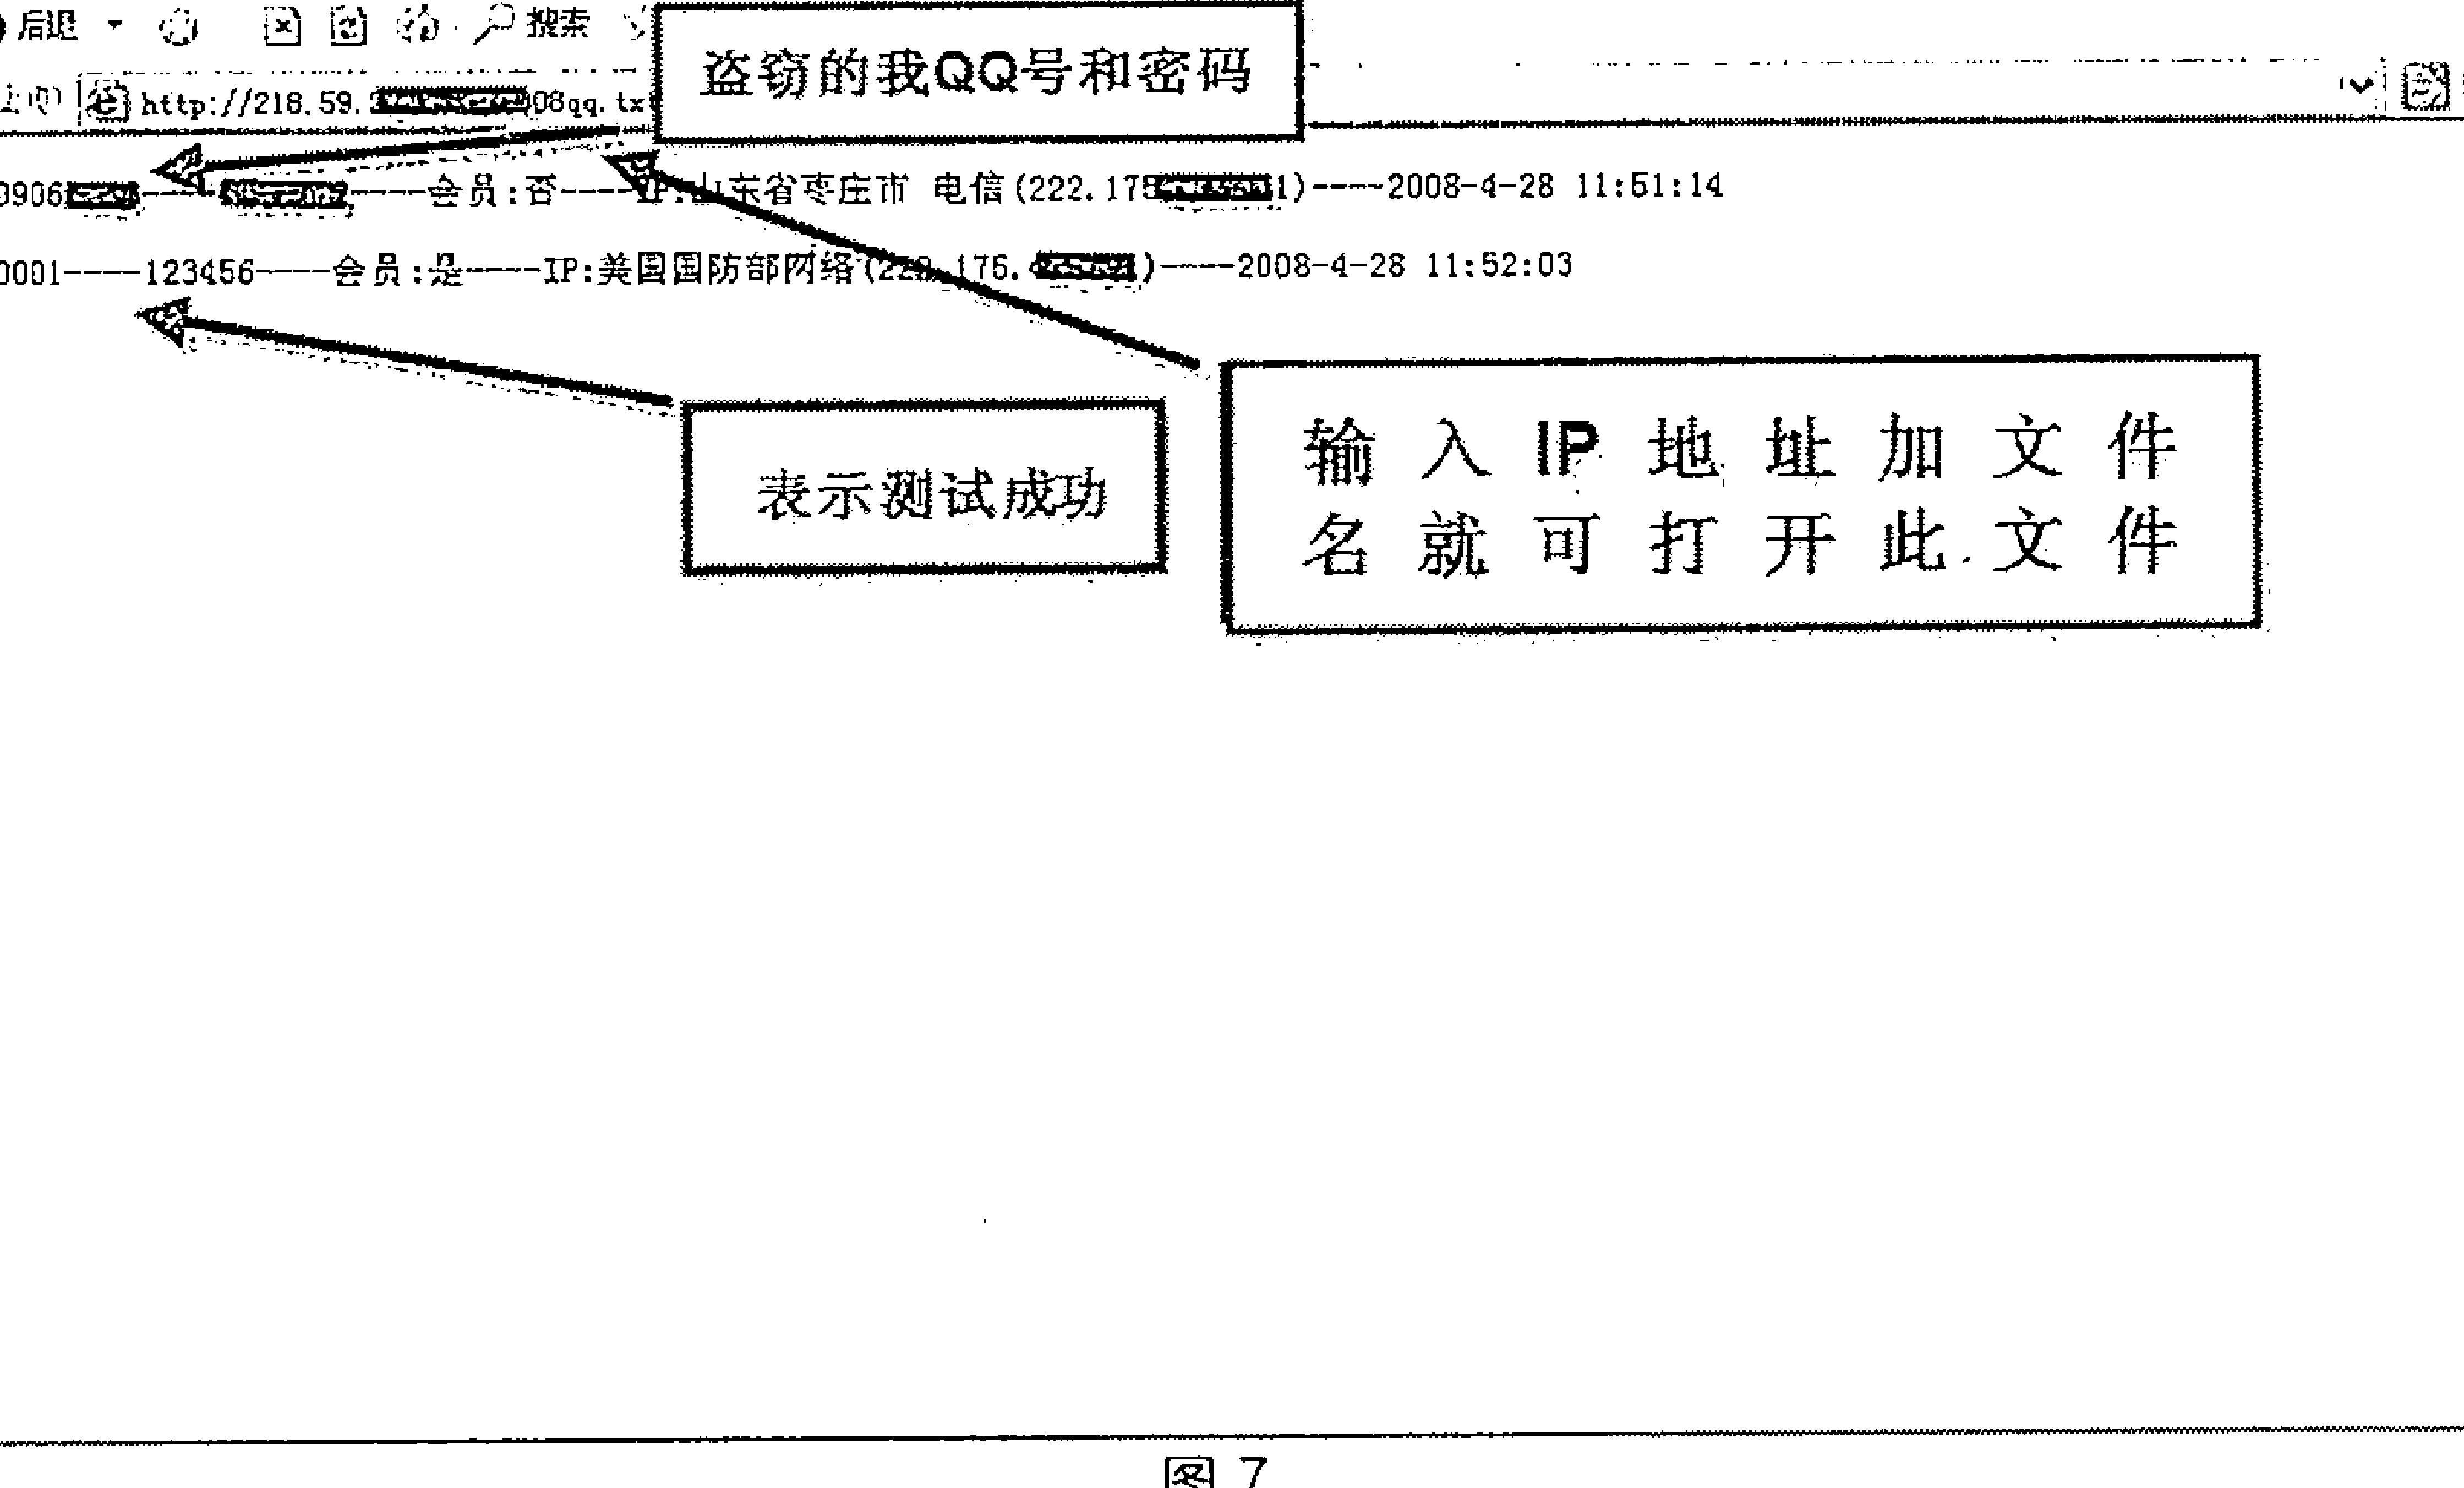 后退 搜索
盗窃的我QQ号和密码
http://218.59. 08qq.tx
0906 ---- ----会员:否----IP:山东省枣庄市 电信(222.175 1)----2008-4-28 11:51:14
0001----123456----会员:是----IP:美国国防部网络(222.175. )----2008-4-28 11:52:03
表示测试成功
输入IP地址加文件
名就可打开此文件
图 7